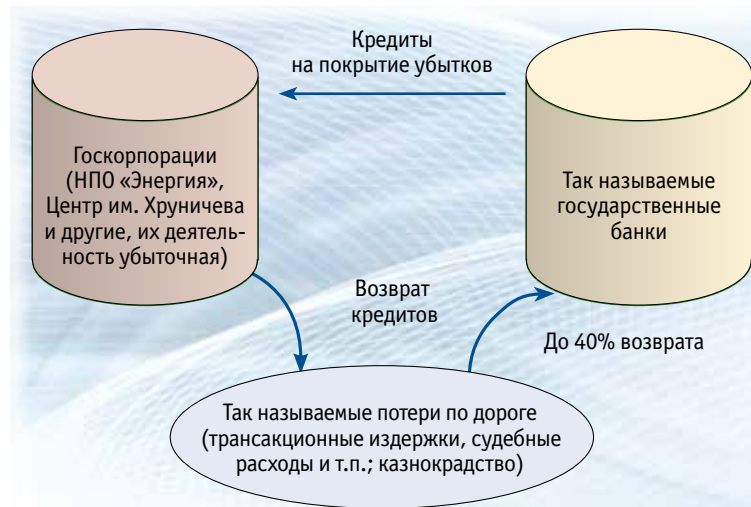 Кредиты
на покрытие убытков
Госкорпорации
(НПО «Энергия»,
Центр им. Хруничева
и другие, их деятель-
ность убыточная)
Так называемые
государственные
банки
Возврат
кредитов
До 40% возврата
Так называемые потери по дороге
(трансакционные издержки, судебные
расходы и т.п.; казнокрадство)